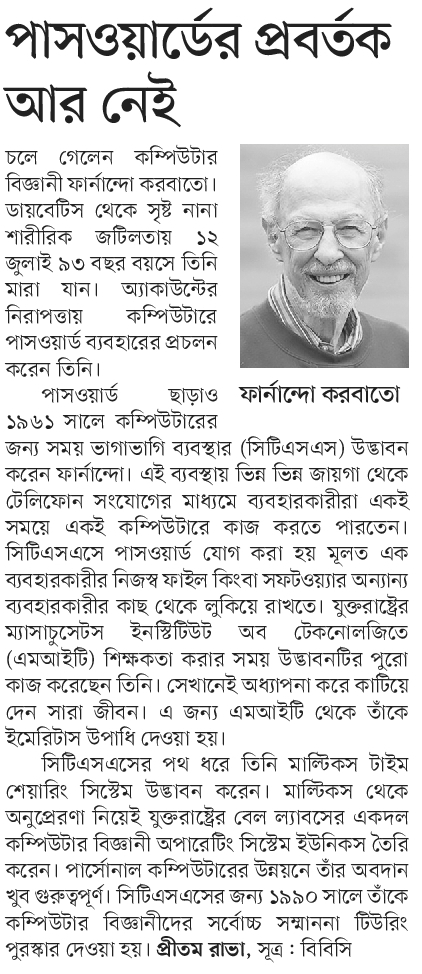 পাসওয়ার্ডের প্রবর্তক
আর নেই
চলে গেলেন কম্পিউটার
বিজ্ঞানী ফার্নান্দো করবাতো।
ডায়বেটিস থেকে সৃষ্ট নানা
শারীরিক জটিলতায় ১২
জুলাই ৯৩ বছর বয়সে তিনি
মারা যান। অ্যাকাউন্টের
নিরাপত্তায় কম্পিউটারে
পাসওয়ার্ড ব্যবহারের প্রচলন
করেন তিনি।
ফার্নান্দো করবাতো
পাসওয়ার্ড ছাড়াও
১৯৬১ সালে কম্পিউটারের
জন্য সময় ভাগাভাগি ব্যবস্থার (সিটিএসএস) উদ্ভাবন
করেন ফার্নান্দো। এই ব্যবস্থায় ভিন্ন ভিন্ন জায়গা থেকে
টেলিফোন সংযোগের মাধ্যমে ব্যবহারকারীরা একই
সময়ে একই কম্পিউটারে কাজ করতে পারতেন।
সিটিএসএসে পাসওয়ার্ড যোগ করা হয় মূলত এক
ব্যবহারকারীর নিজস্ব ফাইল কিংবা সফটওয়্যার অন্যান্য
ব্যবহারকারীর কাছ থেকে লুকিয়ে রাখতে। যুক্তরাষ্ট্রের
ম্যাসাচুসেটস ইনস্টিটিউট অব টেকনোলজিতে
(এমআইটি) শিক্ষকতা করার সময় উদ্ভাবনটির পুরো
কাজ করেছেন তিনি। সেখানেই অধ্যাপনা করে কাটিয়ে
দেন সারা জীবন। এ জন্য এমআইটি থেকে তাঁকে
ইমেরিটাস উপাধি দেওয়া হয়।
সিটিএসএসের পথ ধরে তিনি মাল্টিকস টাইম
শেয়ারিং সিস্টেম উদ্ভাবন করেন। মাল্টিকস থেকে
অনুপ্রেরণা নিয়েই যুক্তরাষ্ট্রের বেল ল্যাবসের একদল
কম্পিউটার বিজ্ঞানী অপারেটিং সিস্টেম ইউনিকস তৈরি
করেন। পার্সোনাল কম্পিউটারের উন্নয়নে তাঁর অবদান
খুব গুরুত্বপূর্ণ। সিটিএসএসের জন্য ১৯৯০ সালে তাঁকে
কম্পিউটার বিজ্ঞানীদের সর্বোচ্চ সম্মাননা টিউরিং
পুরস্কার দেওয়া হয়। প্রীতম রাভা, সূত্র : বিবিসি